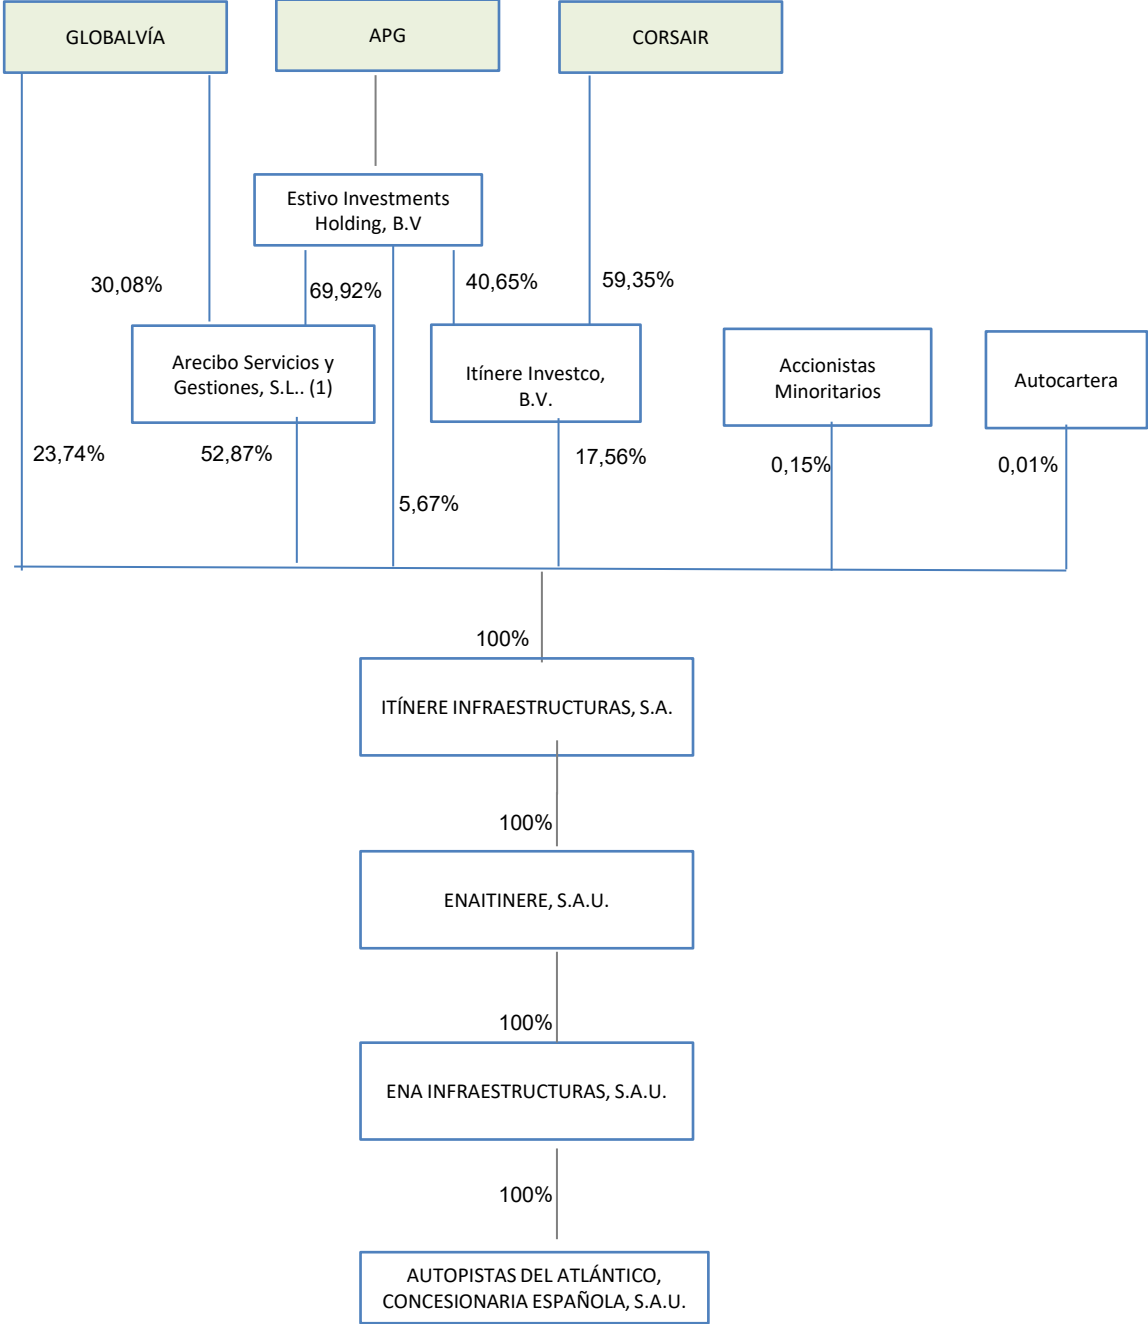 GLOBALVÍA
APG
CORSAIR
Estivo Investments
Holding, B.V
30,08%
69,92%
40,65%
59,35%
Arecibo Servicios y
Gestiones, S.L.. (1)
Itínere Investco,
B.V.
Accionistas
Minoritarios
Autocartera
23,74%
52,87%
5,67%
17,56%
0,15%
0,01%
100%
ITÍNERE INFRAESTRUCTURAS, S.A.
100%
ENAITINERE, S.A.U.
100%
ENA INFRAESTRUCTURAS, S.A.U.
100%
AUTOPISTAS DEL ATLÁNTICO,
CONCESIONARIA ESPAÑOLA, S.A.U.